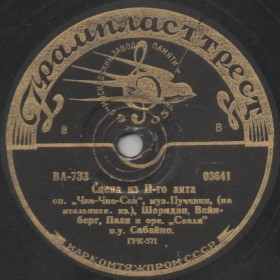 Грампласттрест
В В
ВА-733 03641
Сцена из II-го акта
оп. „Чио-Чио-Сан", муз. Пуччини, (на
итальянск. яз.), Шеридан, Вейн-
берг, Пази и орк. „Скала"
п.у. Сабайно.
ГРК-571
НАРКОМТЯЖПРОМ СССР